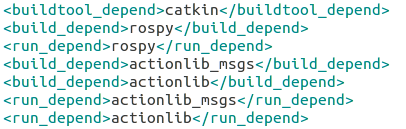 <buildtool_depend>catkin</buildtool_depend>
<build_depend>rospy</build_depend>
<run_depend>rospy</run_depend>
<build_depend>actionlib_msgs</build_depend>
<build_depend>actionlib</build_depend>
<run_depend>actionlib_msgs</run_depend>
<run_depend>actionlib</run_depend>